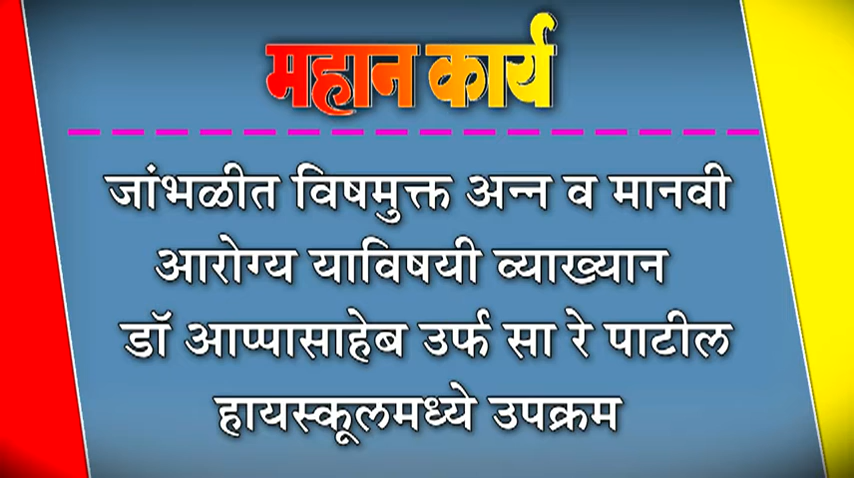 महान कार्य
जांभळीत विषमुक्त अन्न व मानवी
आरोग्य याविषयी व्याख्यान
डॉ आप्पासाहेब उर्फ सा रे पाटील
हायस्कूलमध्ये उपक्रम